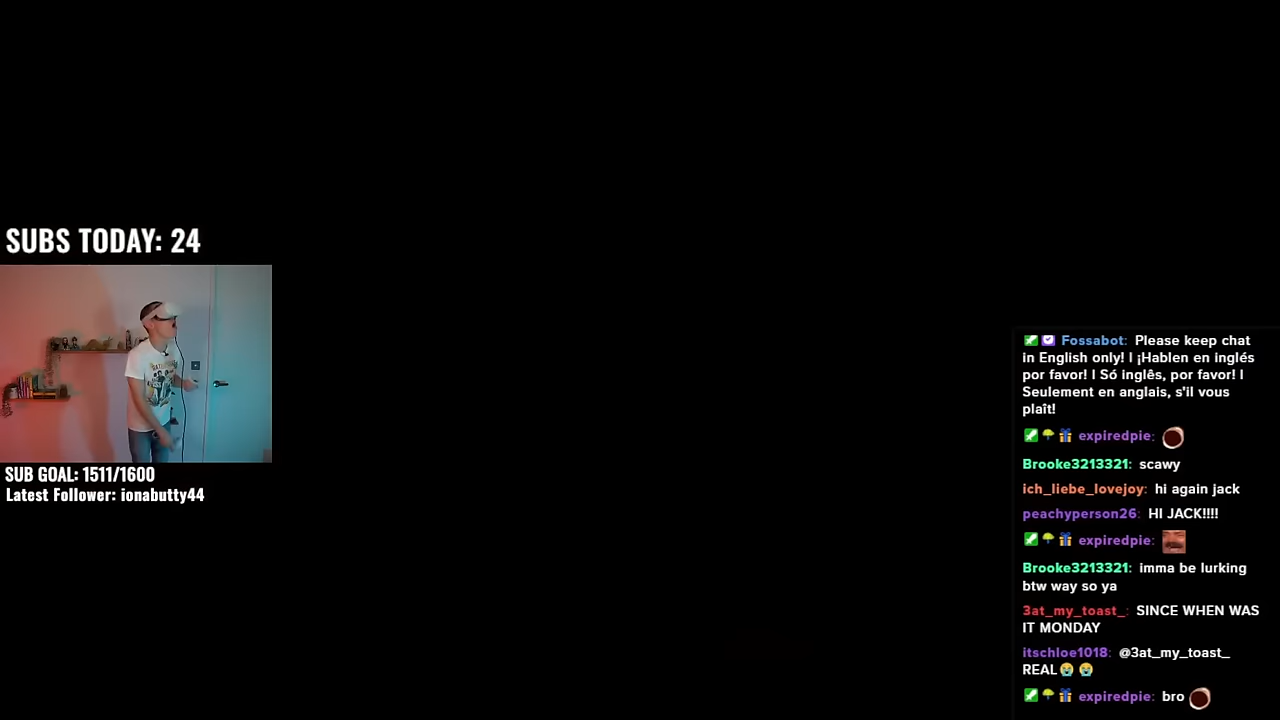 SUBS TODAY: 24
SUB GOAL: 1511/1600
Latest Follower: ionabutty44
Fossabot: Please keep chat
in English only! | ¡Hablen en inglés
por favor! | Só inglês, por favor! |
Seulement en anglais, s'il vous
plaît!
expiredpie:
Brooke3213321: scawy
ich_liebe_lovejoy: hi again jack
peachyperson26: HI JACK!!!!
expiredpie:
Brooke3213321: imma be lurking
btw way so ya
3at_my_toast_: SINCE WHEN WAS
IT MONDAY
itschloe1018: @3at_my_toast_
REAL😭 😭
expiredpie: bro